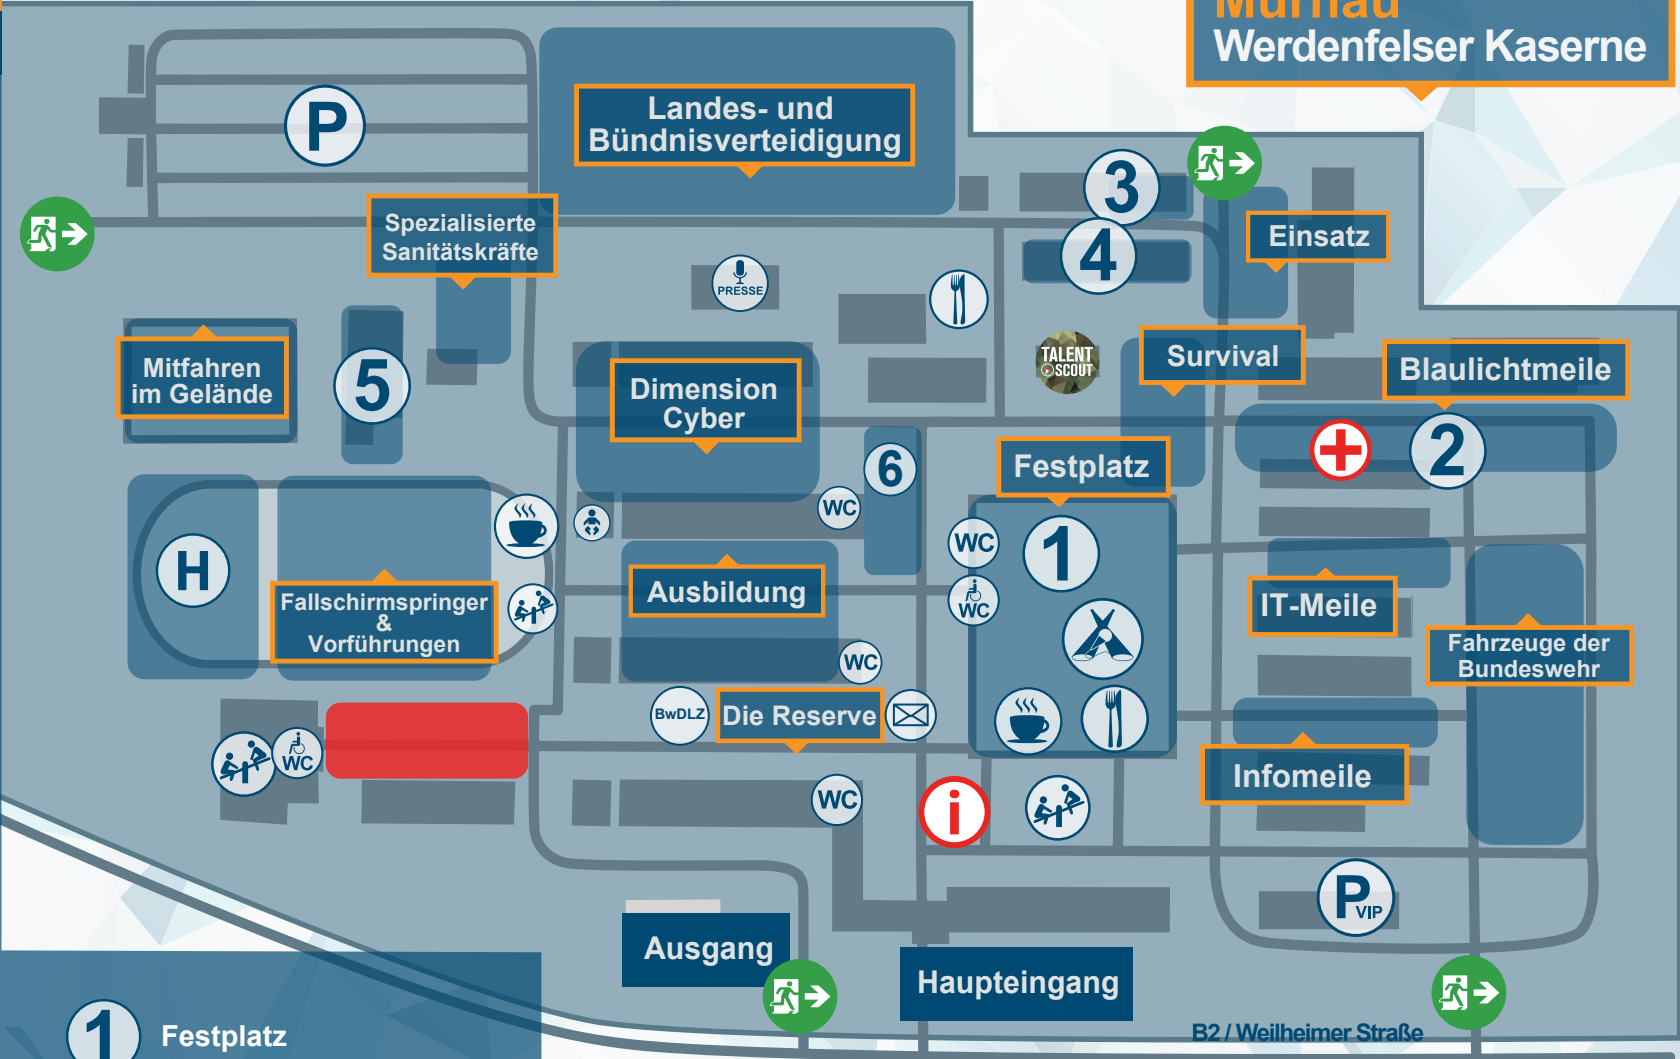 Murnau
Werdenfelser Kaserne
P
Landes- und
Bündnisverteidigung
3
Spezialisierte
Sanitätskräfte
4
Einsatz
PRESSE
Mitfahren
im Gelände
5
TALENT
SCOUT
Survival
Blaulichtmeile
Dimension
Cyber
6
Festplatz
2
WC
H
WC
1
Fallschirmspringer
&
Vorführungen
Ausbildung
WC
IT-Meile
Fahrzeuge der
Bundeswehr
WC
BwDLZ
Die Reserve
WC
Infomeile
WC
i
P
VIP
Ausgang
Haupteingang
B2 / Weilheimer Straße
1
Festplatz